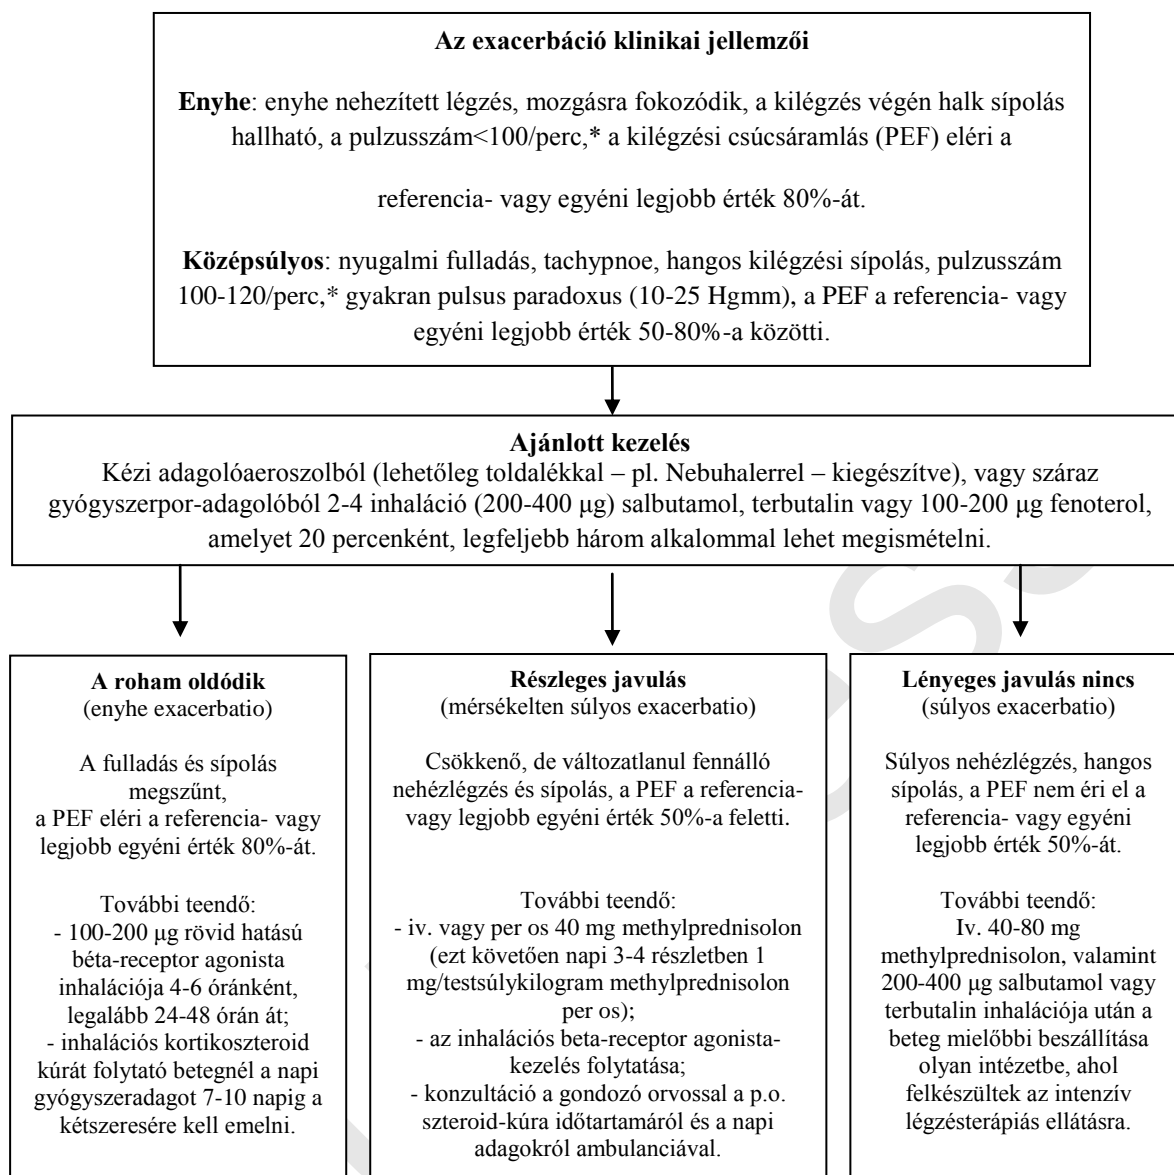 Az exacerbáció klinikai jellemzői
Enyhe: enyhe nehezített légzés, mozgásra fokozódik, a kilégzés végén halk sípolás
hallható, a pulzusszám<100/perc,* a kilégzési csúcsáramlás (PEF) eléri a
referencia- vagy egyéni legjobb érték 80%-át.
Középsúlyos: nyugalmi fulladás, tachypnoe, hangos kilégzési sípolás, pulzusszám
100-120/perc,* gyakran pulsus paradoxus (10-25 Hgmm), a PEF a referencia- vagy
egyéni legjobb érték 50-80%-a közötti.
Ajánlott kezelés
Kézi adagolóaeroszolból (lehetőleg toldalékkal – pl. Nebuhalerrel – kiegészítve), vagy száraz
gyógyszerpor-adagolóból 2-4 inhaláció (200-400 μg) salbutamol, terbutalin vagy 100-200 μg fenoterol,
amelyet 20 percenként, legfeljebb három alkalommal lehet megismételni.
A roham oldódik
(enyhe exacerbatio)
A fulladás és sípolás
megszűnt,
a PEF eléri a referencia- vagy
legjobb egyéni érték 80%-át.
További teendő:
- 100-200 μg rövid hatású
béta-receptor agonista
inhalációja 4-6 óránként,
legalább 24-48 órán át;
- inhalációs kortikoszteroid
kúrát folytató betegnél a napi
gyógyszeradagot 7-10 napig a
kétszeresére kell emelni.
Részleges javulás
(mérsékelten súlyos exacerbatio)
Csökkenő, de változatlanul fennálló
nehézlégzés és sípolás, a PEF a referencia-
vagy legjobb egyéni érték 50%-a feletti.
További teendő:
- iv. vagy per os 40 mg methylprednisolon
(ezt követően napi 3-4 részletben 1
mg/testsúlykilogram methylprednisolon
per os);
- az inhalációs beta-receptor agonista-
kezelés folytatása;
- konzultáció a gondozó orvossal a p.o.
szteroid-kúra időtartamáról és a napi
adagokról ambulanciával.
Lényeges javulás nincs
(súlyos exacerbatio)
Súlyos nehézlégzés, hangos
sípolás, a PEF nem éri el a
referencia- vagy egyéni
legjobb érték 50%-át.
További teendő:
Iv. 40-80 mg
methylprednisolon, valamint
200-400 μg salbutamol vagy
terbutalin inhalációja után a
beteg mielőbbi beszállítása
olyan intézetbe, ahol
felkészültek az intenzív
légzésterápiás ellátásra.